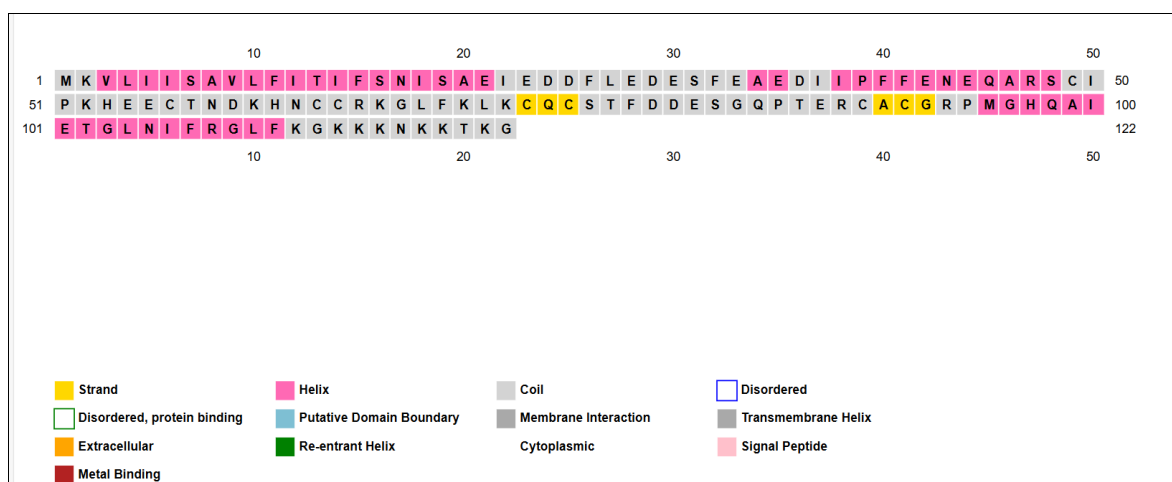 10 20 30 40 50
1 M K V L I I S A V L F I T I F S N I S A E I E D D F L E D E S F E A E D I I P F F E N E Q A R S C I 50
51 P K H E E C T N D K H N C C R K G L F K L K C Q C S T F D D E S G Q P T E R C A C G R P M G H Q A I 100
101 E T G L N I F R G L F K G K K K N K K T K G 122
10 20 30 40 50
Strand Helix Coil Disordered
Disordered, protein binding Putative Domain Boundary Membrane Interaction Transmembrane Helix
Extracellular Re-entrant Helix Cytoplasmic Signal Peptide
Metal Binding